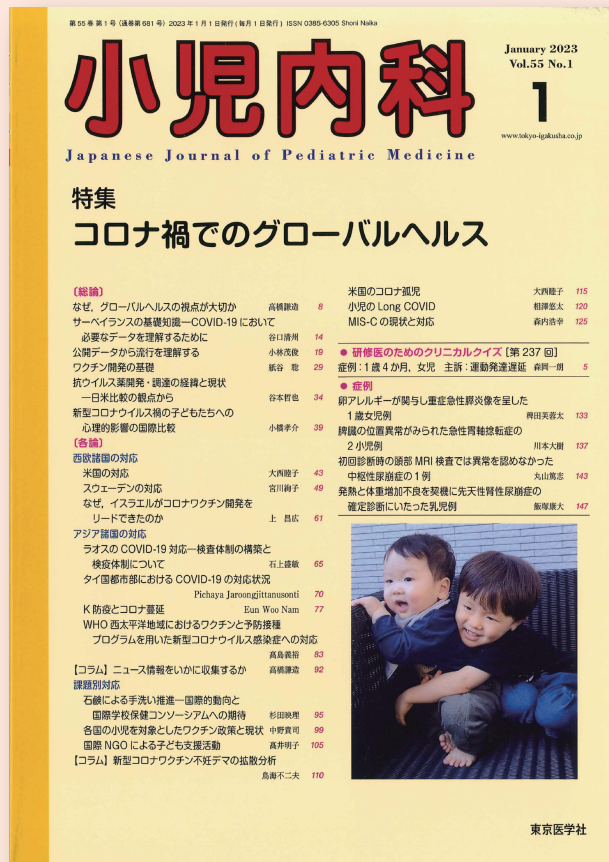 第55巻 第1号 (通巻第681号) 2023年1月1日発行 (毎月1日発行) ISSN 0385-6305 Shoni Naika
小児内科
January 2023
Vol.55 No.1
1
www.tokyo-igakusha.co.jp
Japanese Journal of Pediatric Medicine
特集
コロナ禍でのグローバルヘルス
〔総論〕
なぜ，グローバルヘルスの視点が大切か 高橋謙造 8
サーベイランスの基礎知識―COVID-19において
必要なデータを理解するために 谷口清州 14
公開データから流行を理解する 小林茂俊 19
ワクチン開発の基礎 紙谷 聡 29
抗ウイルス薬開発・調達の経緯と現状
―日米比較の観点から 谷本哲也 34
新型コロナウイルス禍の子どもたちへの
心理的影響の国際比較 小橋孝介 39
〔各論〕
西欧諸国の対応
米国の対応 大西睦子 43
スウェーデンの対応 宮川絢子 49
なぜ，イスラエルがコロナワクチン開発を
リードできたのか 上 昌広 61
アジア諸国の対応
ラオスのCOVID-19対応―検査体制の構築と
検疫体制について 石上盛敏 65
タイ国都市部におけるCOVID-19の対応状況
Pichaya Jaroongjittanusonti 70
K防疫とコロナ蔓延 Eun Woo Nam 77
WHO西太平洋地域におけるワクチンと予防接種
プログラムを用いた新型コロナウイルス感染症への対応
髙島義裕 83
【コラム】ニュース情報をいかに収集するか 高橋謙造 92
課題別対応
石鹸による手洗い推進―国際的動向と
国際学校保健コンソーシアムへの期待 杉田映理 95
各国の小児を対象としたワクチン政策と現状 中野貴司 99
国際NGOによる子ども支援活動 髙井明子 105
【コラム】新型コロナワクチン不妊デマの拡散分析
鳥海不二夫 110
米国のコロナ孤児 大西睦子 115
小児のLong COVID 相澤悠太 120
MIS-Cの現状と対応 森内浩幸 125
● 研修医のためのクリニカルクイズ［第237回］
症例：1歳4か月，女児 主訴：運動発達遅延 森岡一朗 5
● 症例
卵アレルギーが関与し重症急性膵炎像を呈した
1歳女児例 稗田芙蓉太 133
脾臓の位置異常がみられた急性胃軸捻転症の
2小児例 川本大樹 137
初回診断時の頭部MRI検査では異常を認めなかった
中枢性尿崩症の1例 丸山篤志 143
発熱と体重増加不良を契機に先天性腎性尿崩症の
確定診断にいたった乳児例 飯塚康大 147
東京医学社